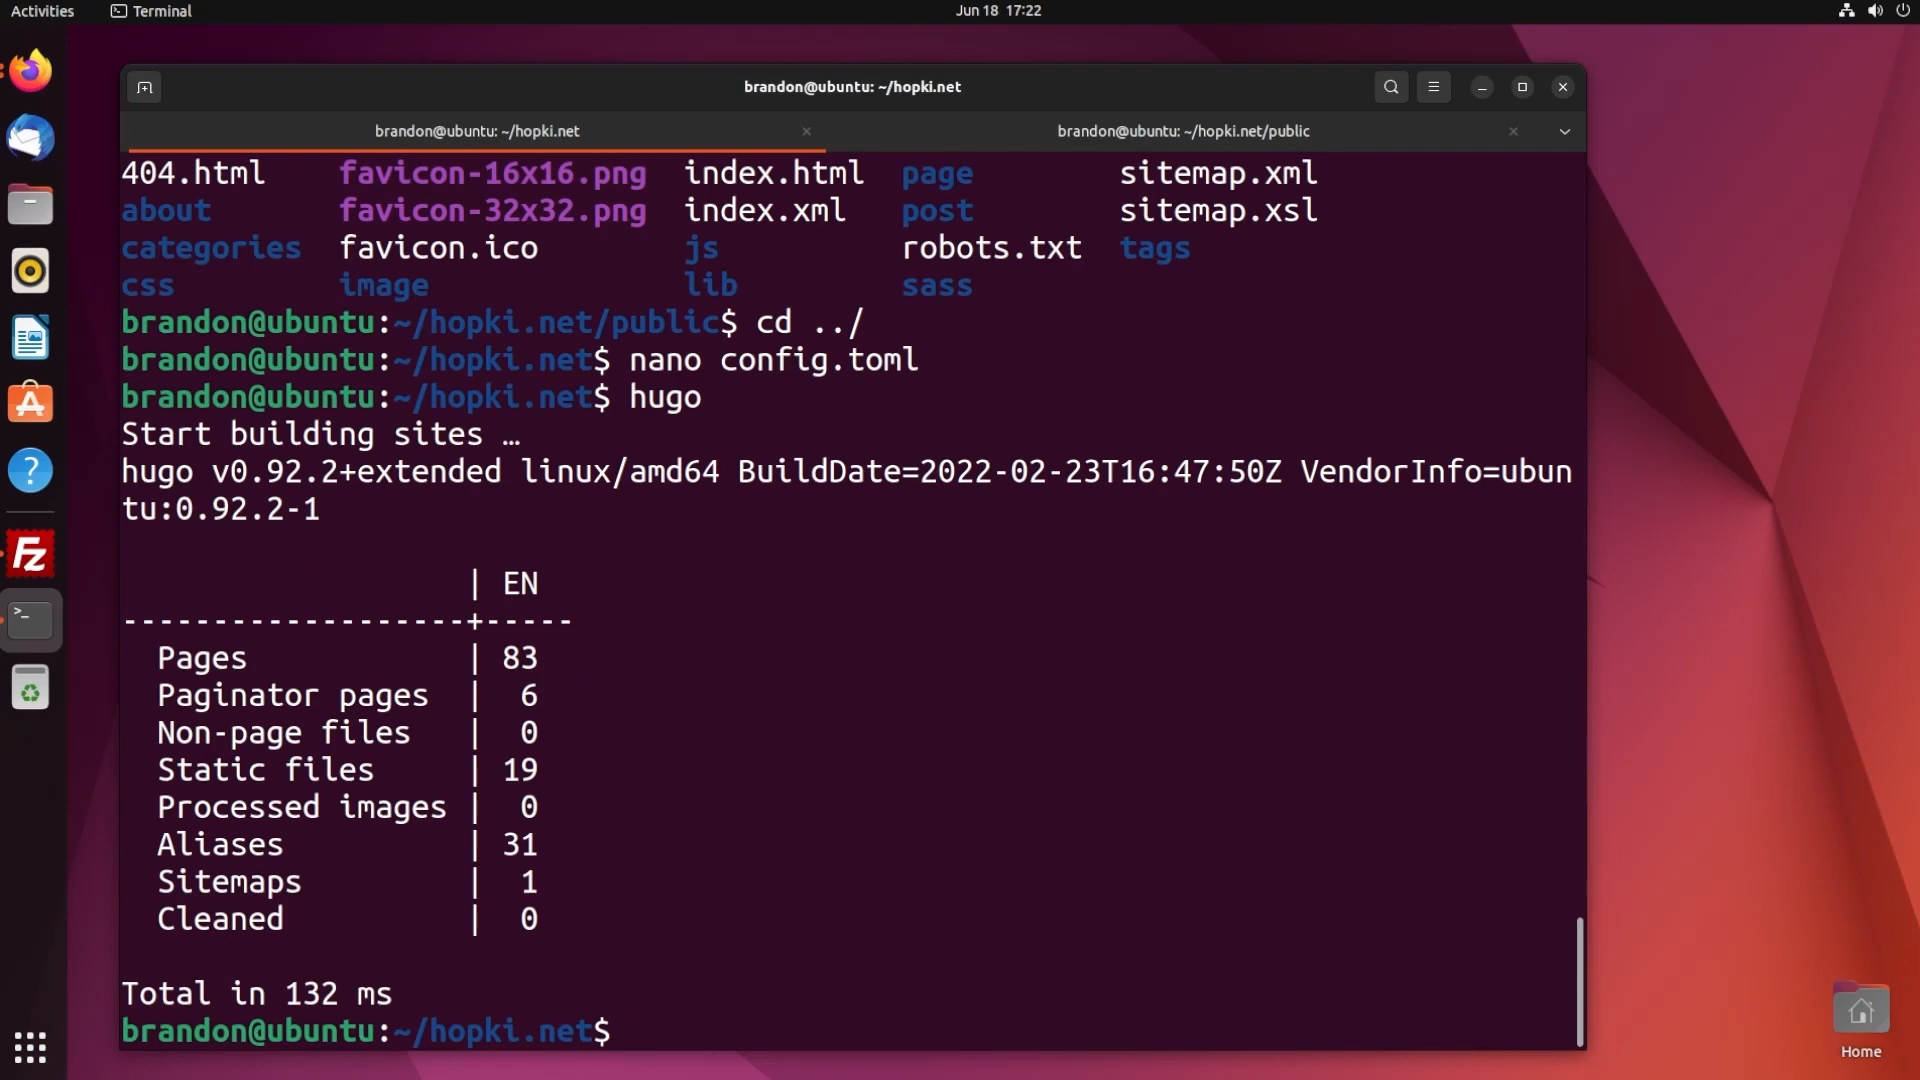 Activities Terminal Jun 18 17:22
brandon@ubuntu: ~/hopki.net
brandon@ubuntu: ~/hopki.net brandon@ubuntu: ~/hopki.net/public
404.html favicon-16x16.png index.html page sitemap.xml
about favicon-32x32.png index.xml post sitemap.xsl
categories favicon.ico js robots.txt tags
css image lib sass
brandon@ubuntu:~/hopki.net/public$ cd ../
brandon@ubuntu:~/hopki.net$ nano config.toml
brandon@ubuntu:~/hopki.net$ hugo
Start building sites …
hugo v0.92.2+extended linux/amd64 BuildDate=2022-02-23T16:47:50Z VendorInfo=ubun
tu:0.92.2-1
| EN
-------------------+-----
Pages | 83
Paginator pages | 6
Non-page files | 0
Static files | 19
Processed images | 0
Aliases | 31
Sitemaps | 1
Cleaned | 0
Total in 132 ms
brandon@ubuntu:~/hopki.net$
Fz
Home